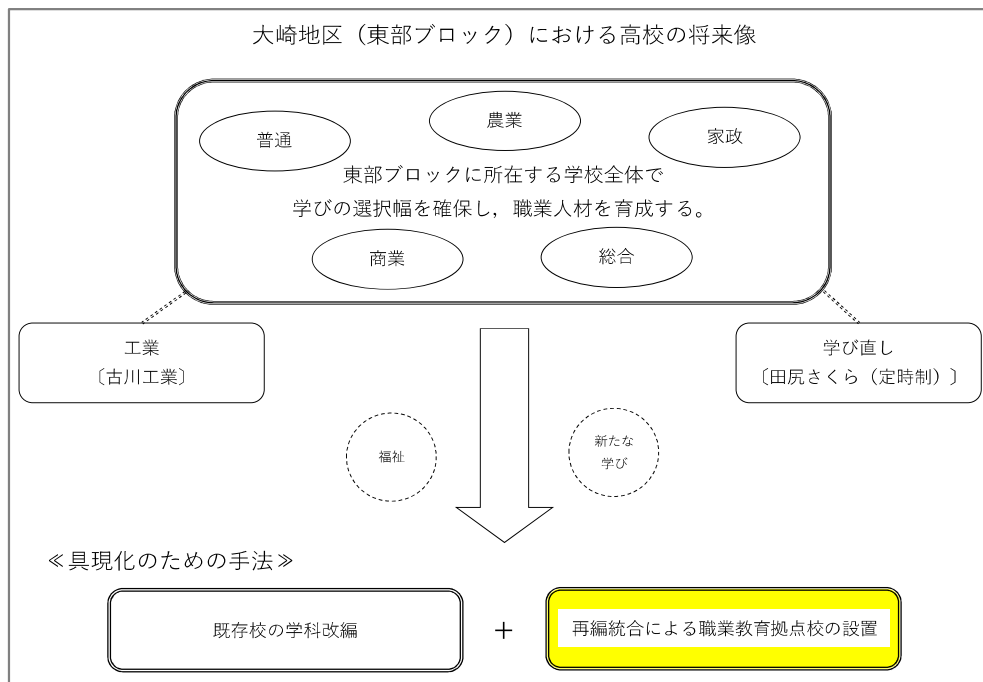 大崎地区（東部ブロック）における高校の将来像
普通
農業
家政
東部ブロックに所在する学校全体で
学びの選択幅を確保し，職業人材を育成する。
商業
総合
工業
〔古川工業〕
学び直し
〔田尻さくら（定時制）〕
福祉
新たな
学び
≪具現化のための手法≫
既存校の学科改編
＋
再編統合による職業教育拠点校の設置